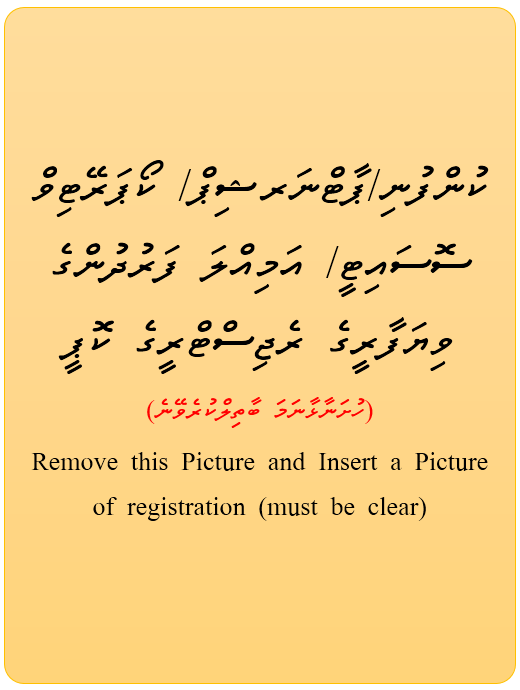 ކުންފުނި/ޕާޓްނަރޝިޕް/ ކޯޕަރޭޓިވް
ސޮސައިޓީ/ އަމިއްލަ ފަރުދުންގެ
ވިޔަފާރީގެ ރެޖިސްޓްރީގެ ކޮޕީ
(ހުށަނާޅާނަމަ ބާތިލްކުރެވޭނެ)
Remove this Picture and Insert a Picture
of registration (must be clear)